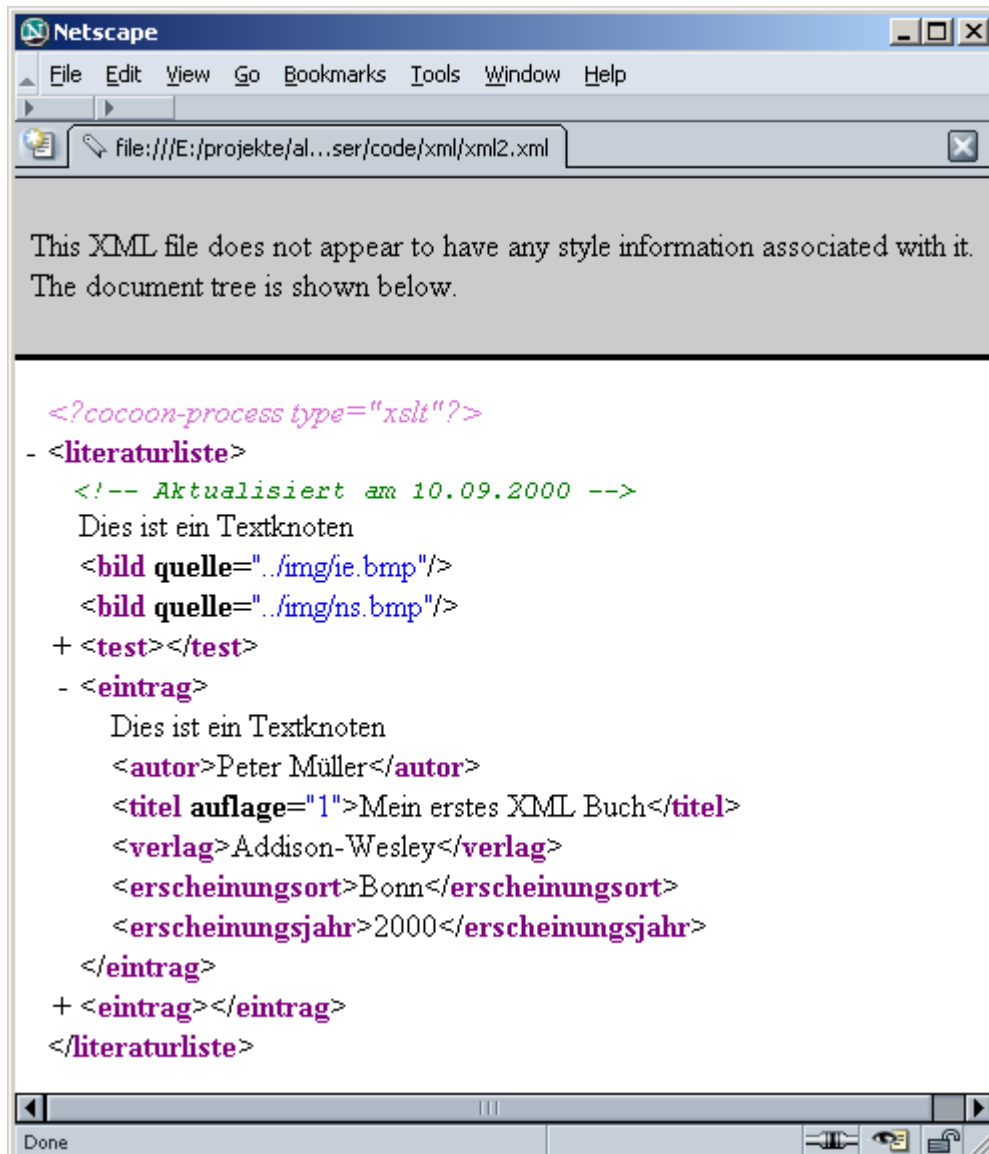 Netscape
File Edit View Go Bookmarks Tools Window Help
file:///E:/projekte/al...ser/code/xml/xml2.xml
This XML file does not appear to have any style information associated with it.
The document tree is shown below.
<?cocoon-process type="xslt"?>
- <literaturliste>
<!-- Aktualisiert am 10.09.2000 -->
Dies ist ein Textknoten
<bild quelle="../img/ie.bmp"/>
<bild quelle="../img/ns.bmp"/>
+ <test></test>
- <eintrag>
Dies ist ein Textknoten
<autor>Peter Müller</autor>
<titel auflage="1">Mein erstes XML Buch</titel>
<verlag>Addison-Wesley</verlag>
<erscheinungsort>Bonn</erscheinungsort>
<erscheinungsjahr>2000</erscheinungsjahr>
</eintrag>
+ <eintrag></eintrag>
</literaturliste>
Done